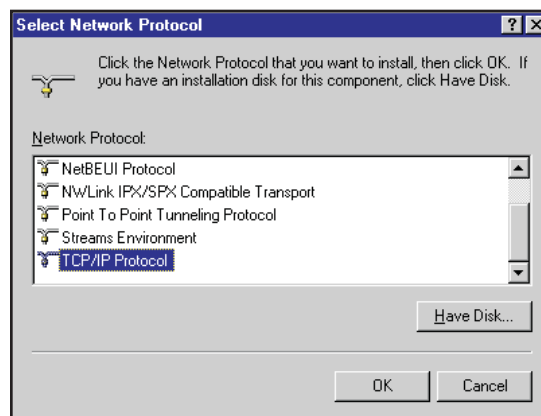 Select Network Protocol
Click the Network Protocol that you want to install, then click OK. If
you have an installation disk for this component, click Have Disk.
Network Protocol:
NetBEUI Protocol
NWLink IPX/SPX Compatible Transport
Point To Point Tunneling Protocol
Streams Environment
TCP/IP Protocol
Have Disk...
OK
Cancel